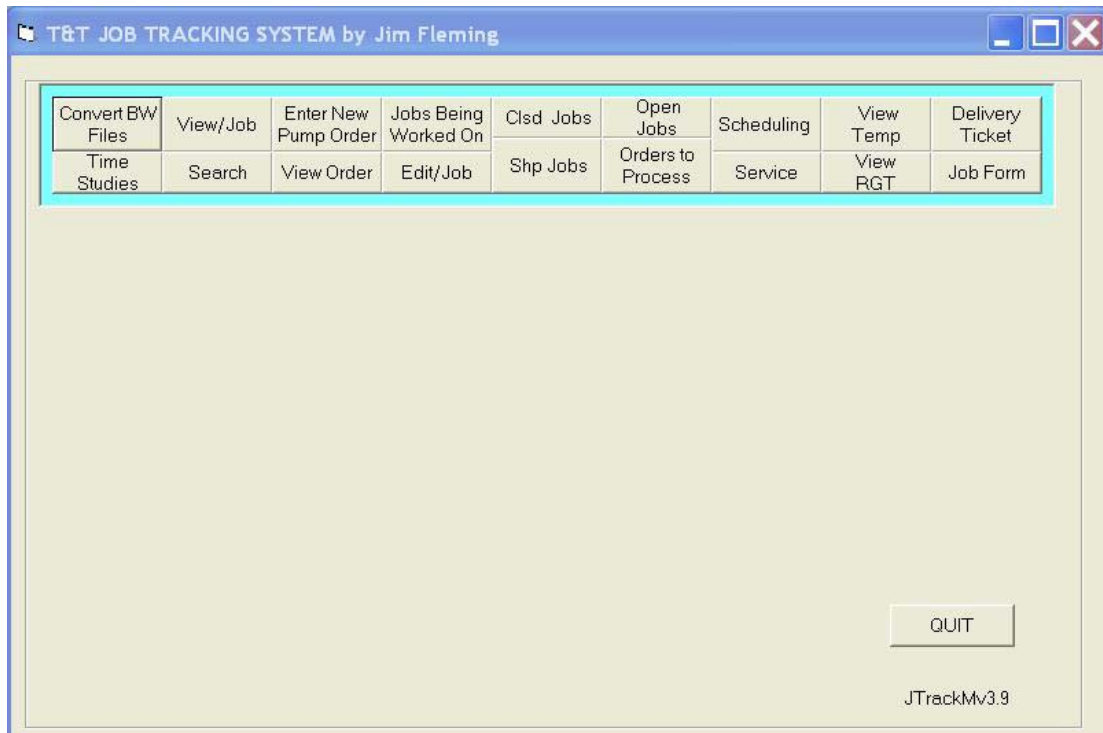 T&T JOB TRACKING SYSTEM by Jim Fleming
Convert BW
Files
View/Job
Enter New
Pump Order
Jobs Being
Worked On
Clsd Jobs
Open
Jobs
Scheduling
View
Temp
Delivery
Ticket
Time
Studies
Search
View Order
Edit/Job
Shp Jobs
Orders to
Process
Service
View
RGT
Job Form
QUIT
JTrackMv3.9